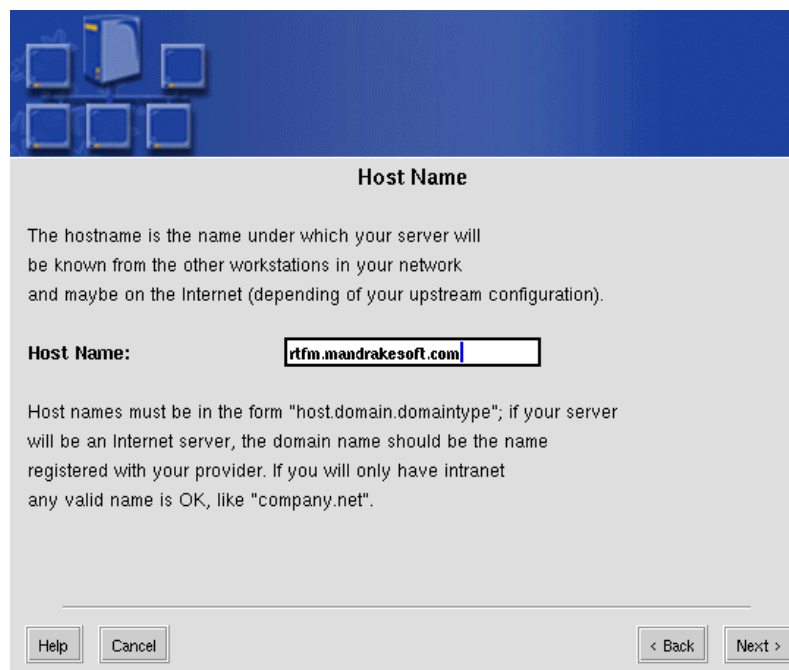 Host Name
The hostname is the name under which your server will
be known from the other workstations in your network
and maybe on the Internet (depending of your upstream configuration).
Host Name: rtfm.mandrakesoft.com
Host names must be in the form "host.domain.domaintype"; if your server
will be an Internet server, the domain name should be the name
registered with your provider. If you will only have intranet
any valid name is OK, like "company.net".
Help Cancel < Back Next >